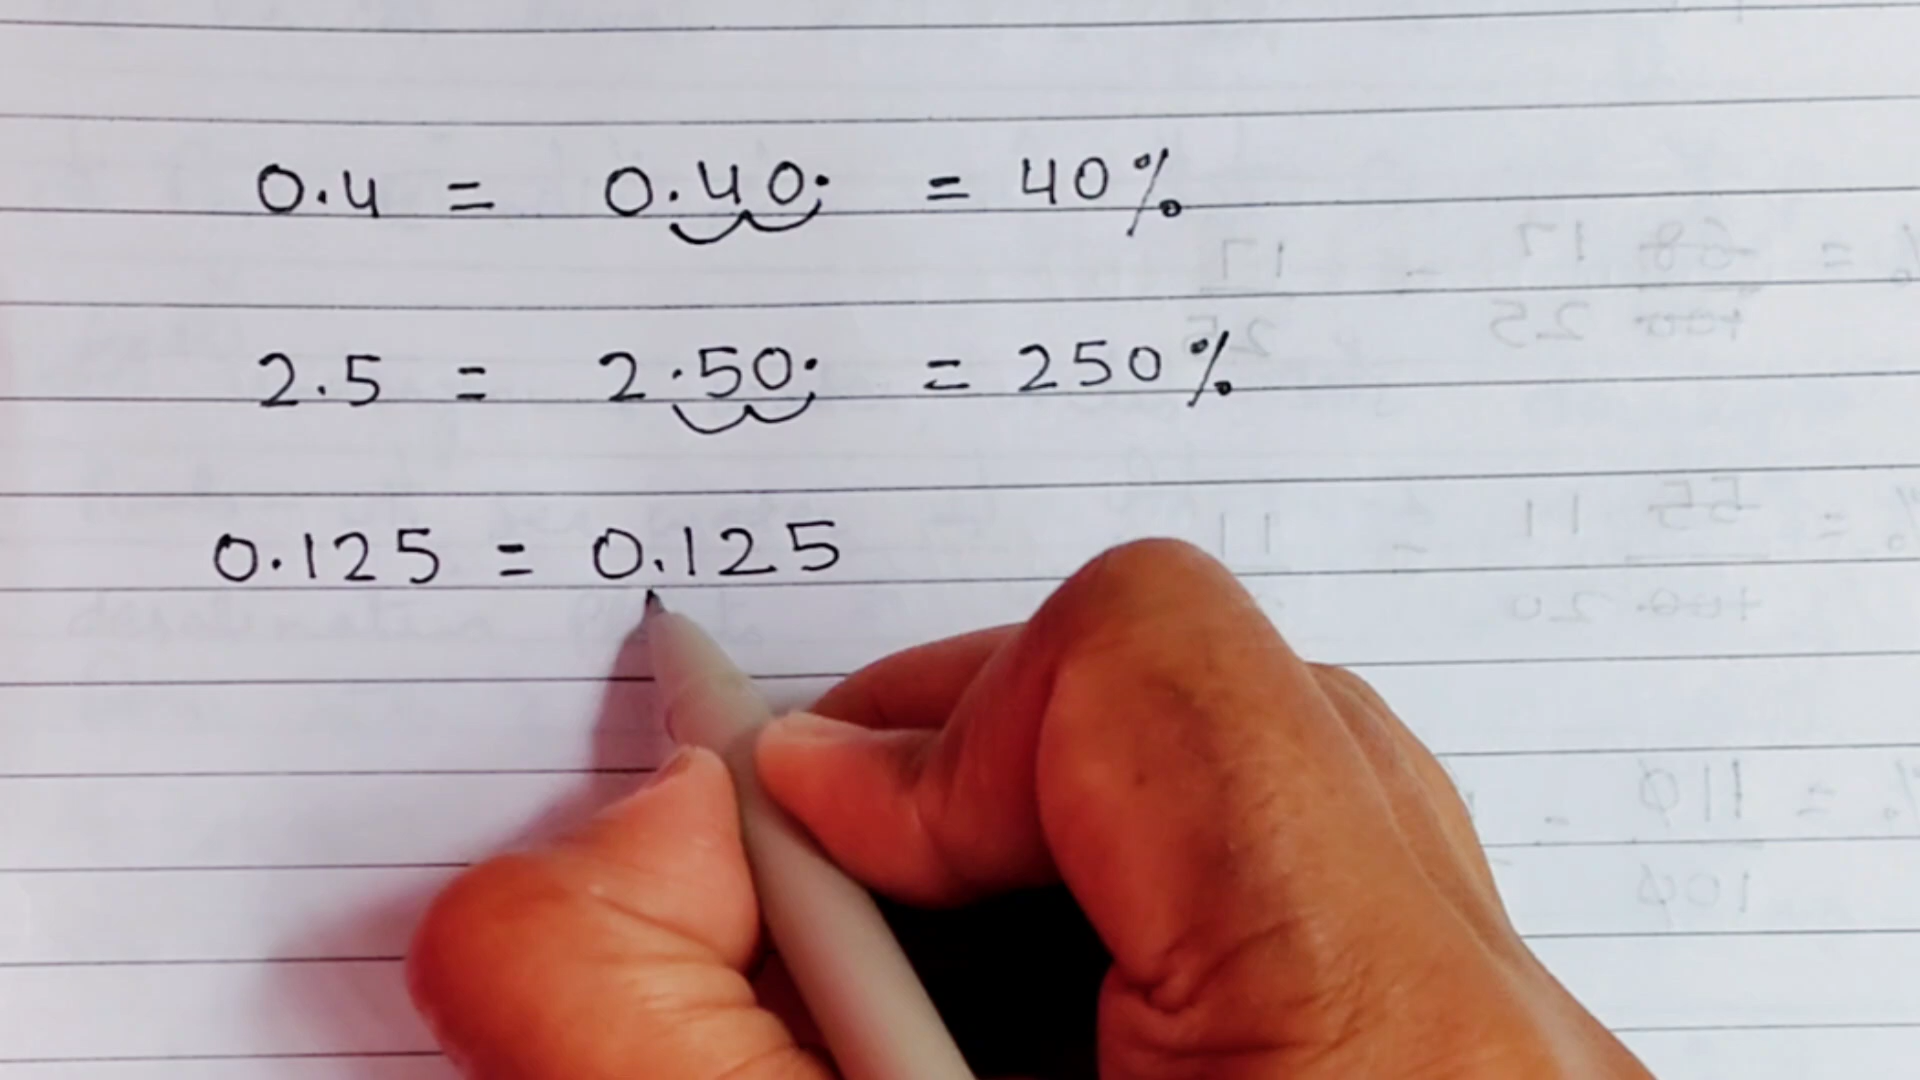 0.4 = 0.40. = 40%
2.5 = 2.50. = 250%
0.125 = 0.125